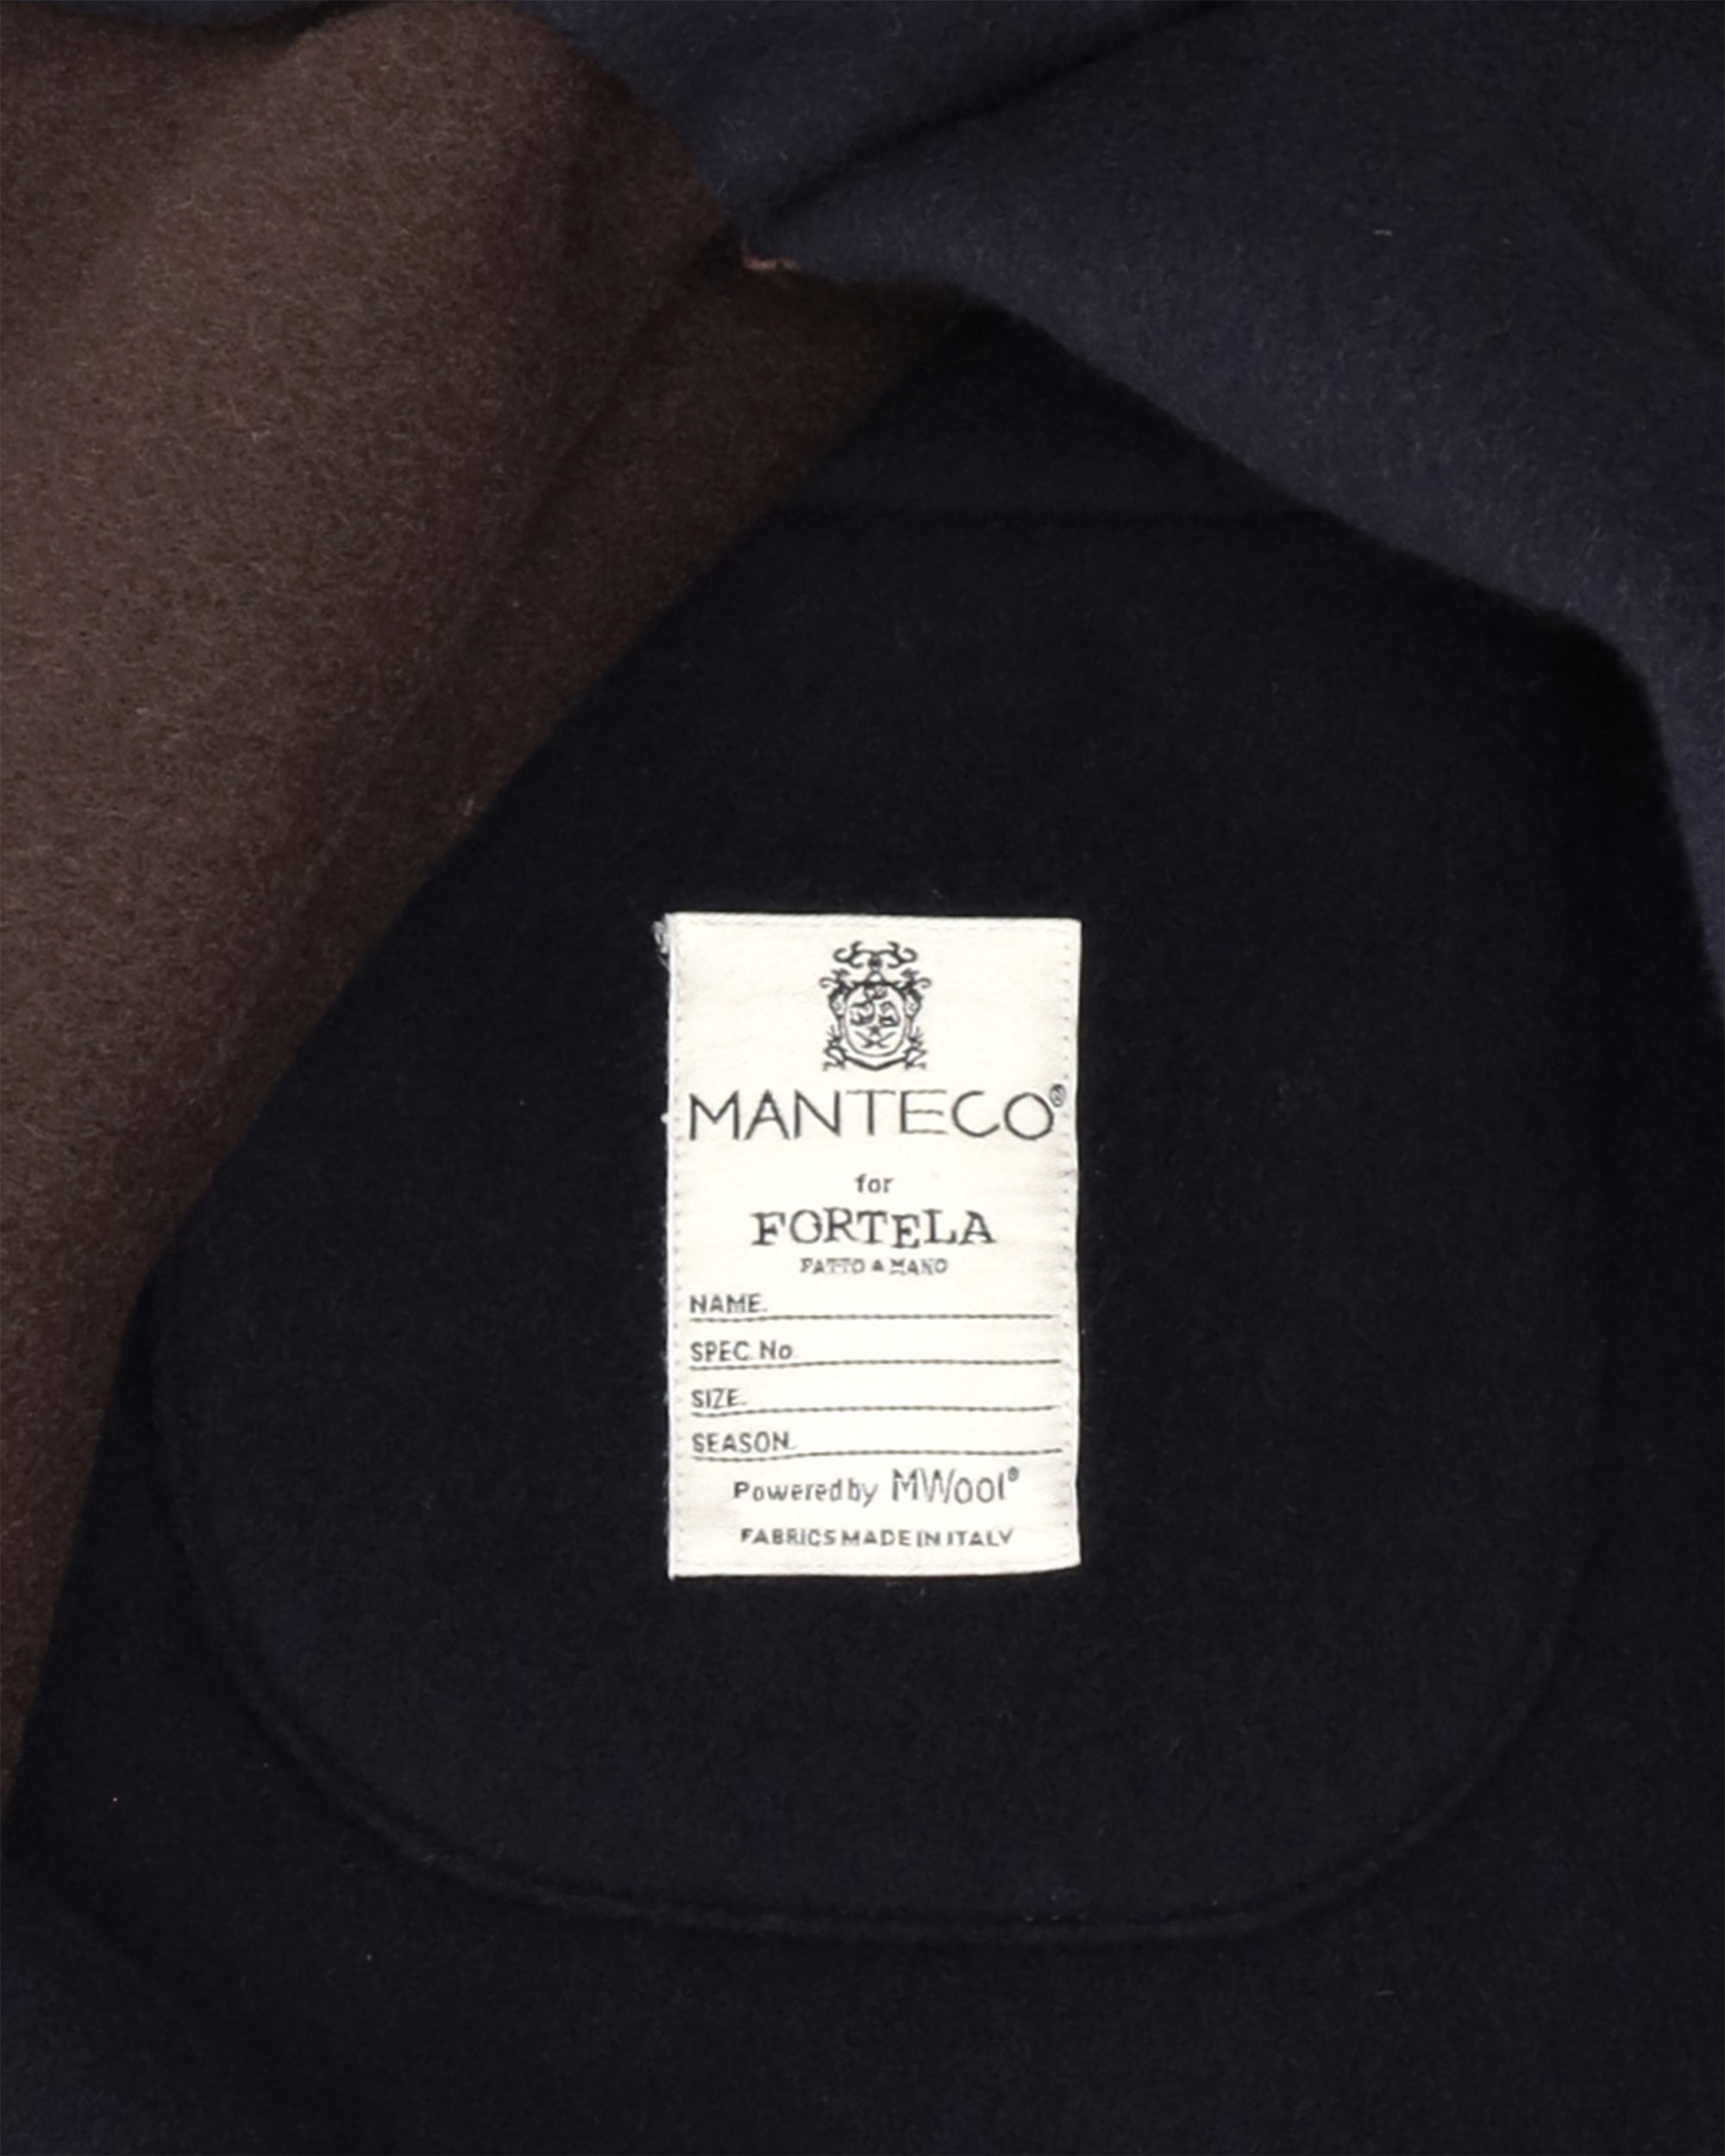 MANTECO®
for
FORTELA
FATTO A MANO
NAME.
SPEC No
SIZE.
SEASON.
Powered by MWool®
FABRICS MADE IN ITALY